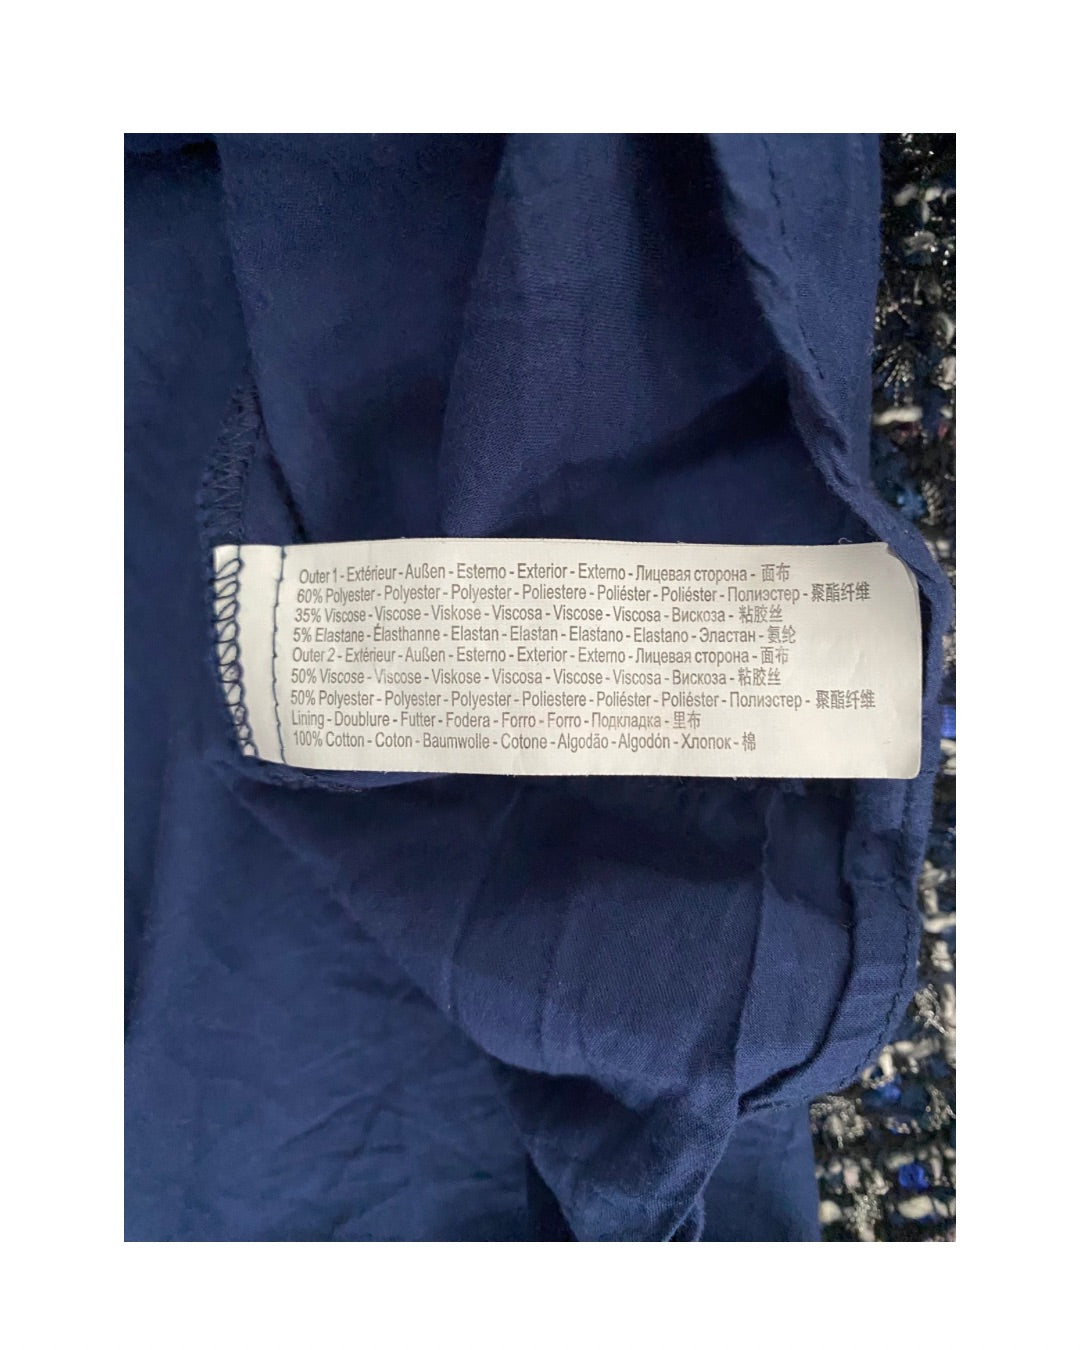 Outer 1 - Extérieur - Außen - Esterno - Exterior - Externo - Лицевая сторона - 面布
60% Polyester - Polyester - Polyester - Poliestere - Poliéster - Poliéster - Полиэстер - 聚酯纤维
35% Viscose - Viscose - Viskose - Viscosa - Viscose - Viscosa - Вискоза - 粘胶丝
5% Elastane - Élasthanne - Elastan - Elastan - Elastano - Elastano - Эластан - 氨纶
Outer 2 - Extérieur - Außen - Esterno - Exterior - Externo - Лицевая сторона - 面布
50% Viscose - Viscose - Viskose - Viscosa - Viscose - Viscosa - Вискоза - 粘胶丝
50% Polyester - Polyester - Polyester - Poliestere - Poliéster - Poliéster - Полиэстер - 聚酯纤维
Lining - Doublure - Futter - Fodera - Forro - Forro - Подкладка - 里布
100% Cotton - Coton - Baumwolle - Cotone - Algodão - Algodón - Хлопок - 棉